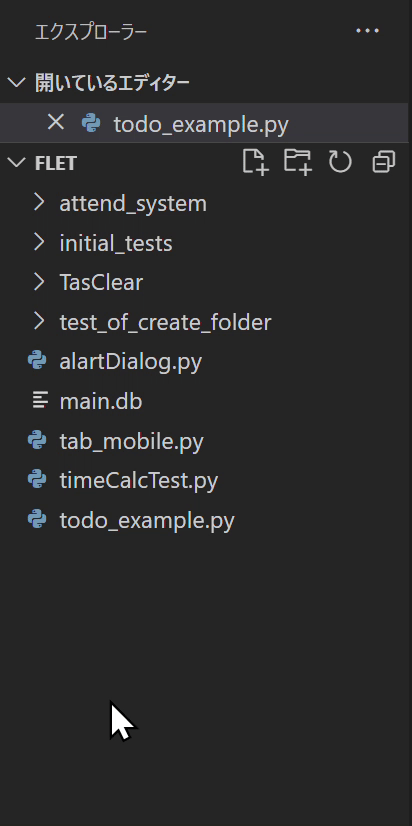 エクスプローラー
開いているエディター
todo_example.py
FLET
attend_system
initial_tests
TasClear
test_of_create_folder
alartDialog.py
main.db
tab_mobile.py
timeCalcTest.py
todo_example.py